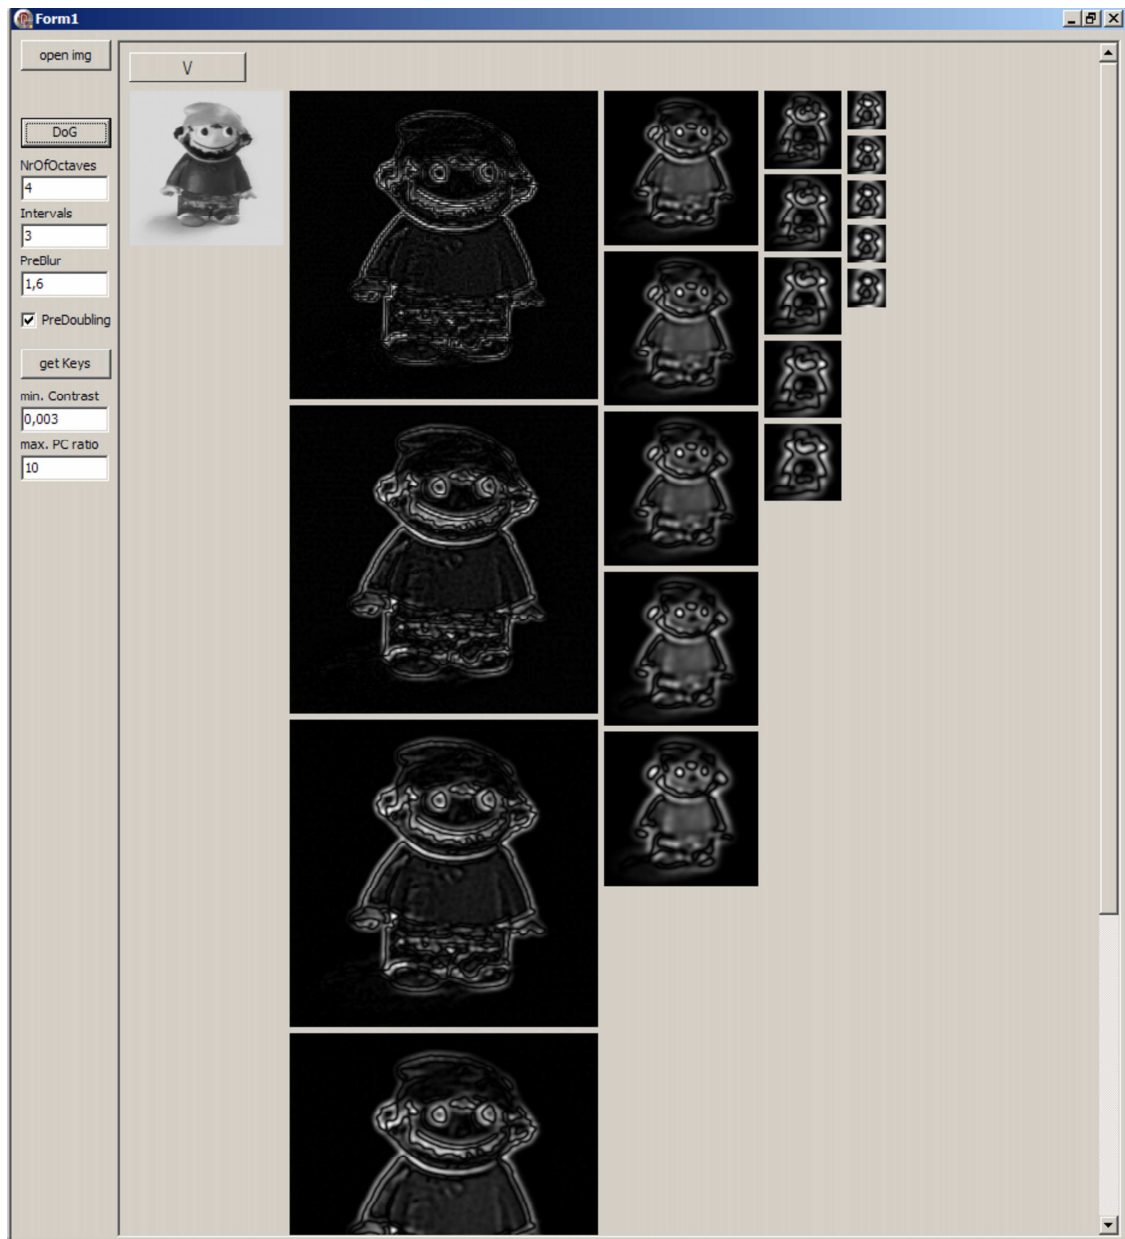 Form1
open img
V
DoG
NrOfOctaves
4
Intervals
3
PreBlur
1,6
PreDoubling
get Keys
min. Contrast
0,003
max. PC ratio
10